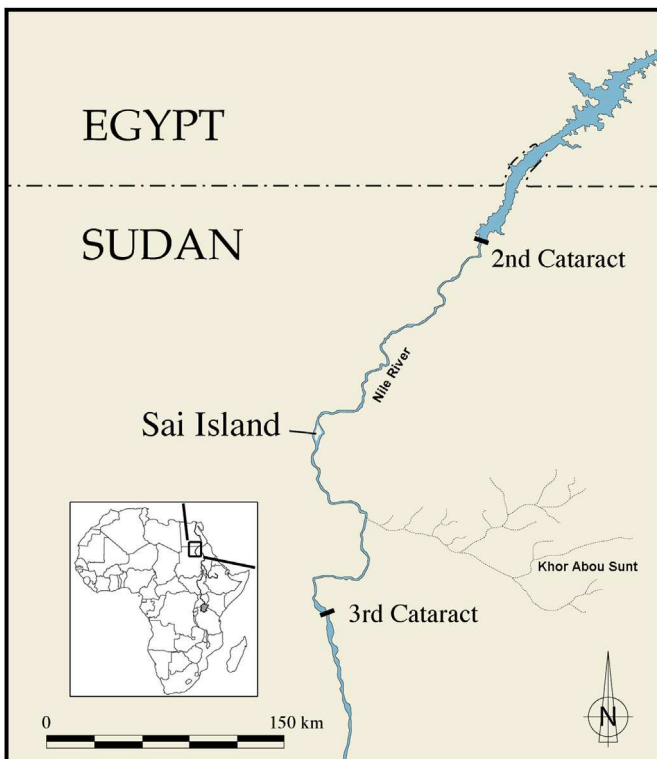 EGYPT
SUDAN
2nd Cataract
Nile River
Sai Island
Khor Abou Sunt
3rd Cataract
0
150 km
N